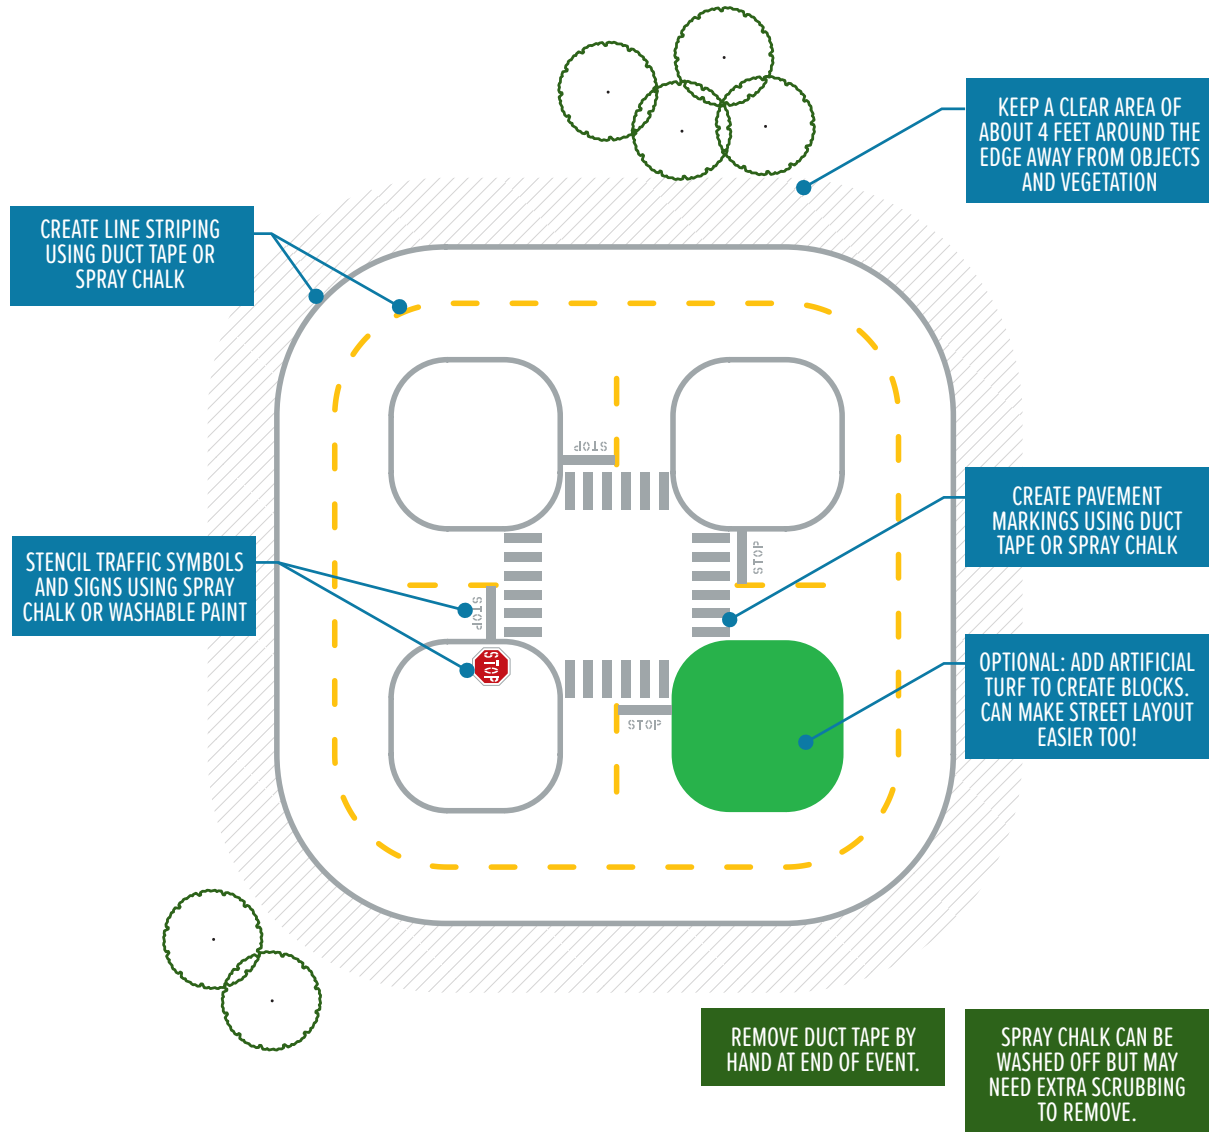 KEEP A CLEAR AREA OF
ABOUT 4 FEET AROUND THE
EDGE AWAY FROM OBJECTS
AND VEGETATION
CREATE LINE STRIPING
USING DUCT TAPE OR
SPRAY CHALK
STOP
CREATE PAVEMENT
MARKINGS USING DUCT
TAPE OR SPRAY CHALK
STOP
STENCIL TRAFFIC SYMBOLS
AND SIGNS USING SPRAY
CHALK OR WASHABLE PAINT
STOP
STOP
OPTIONAL: ADD ARTIFICIAL
TURF TO CREATE BLOCKS.
CAN MAKE STREET LAYOUT
EASIER TOO!
STOP
REMOVE DUCT TAPE BY
HAND AT END OF EVENT.
SPRAY CHALK CAN BE
WASHED OFF BUT MAY
NEED EXTRA SCRUBBING
TO REMOVE.